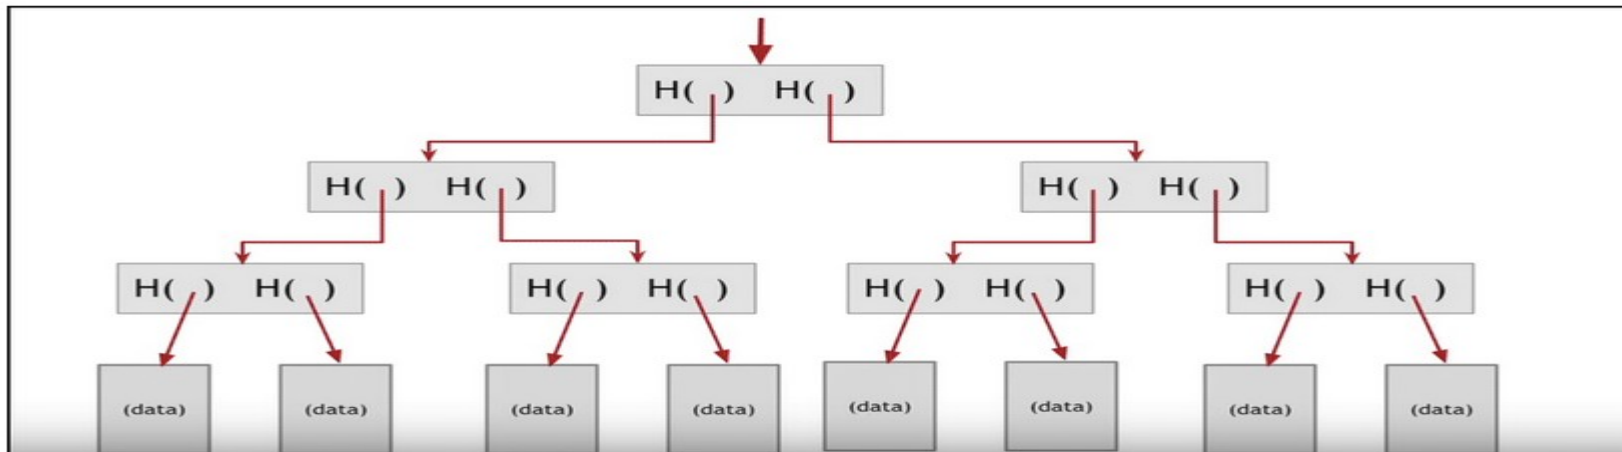 H( ) H( )
H( ) H( ) H( ) H( )
H( ) H( ) H( ) H( ) H( ) H( ) H( ) H( )
(data) (data) (data) (data) (data) (data) (data) (data)